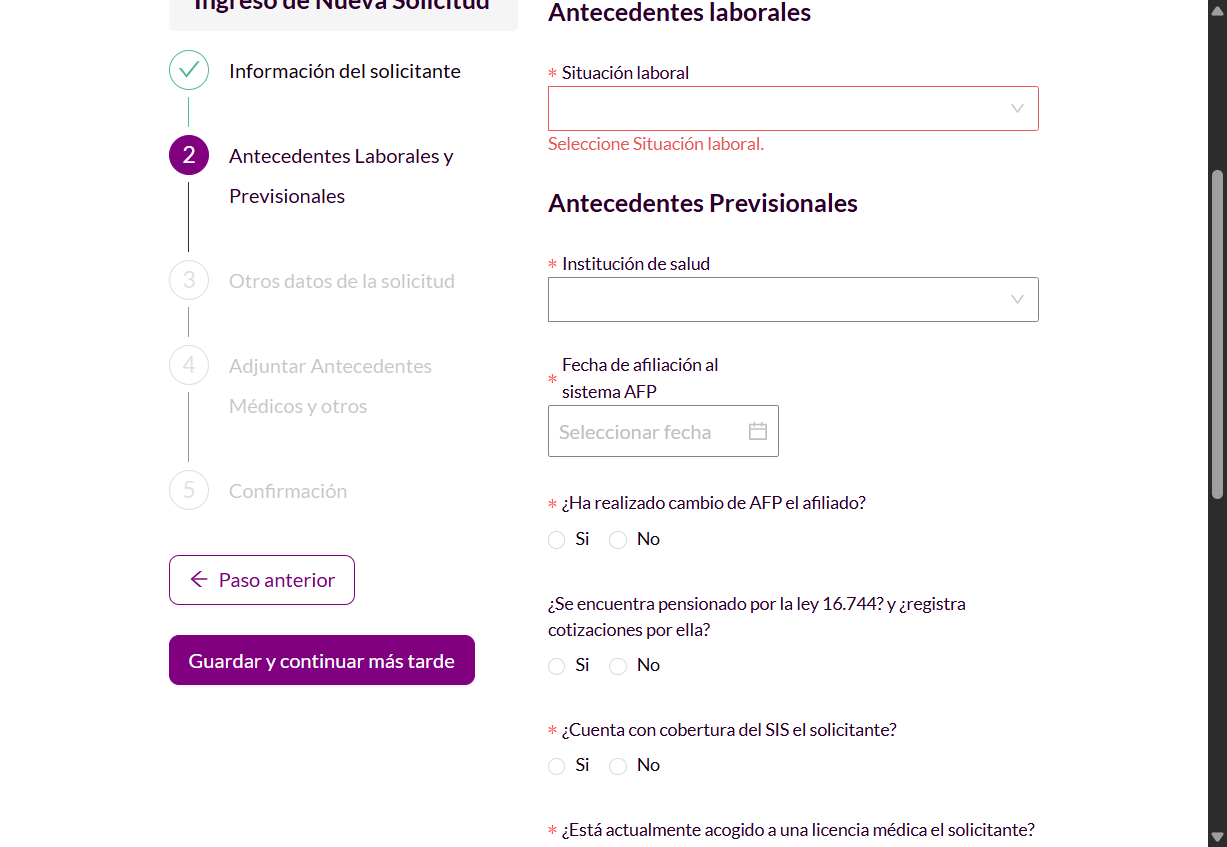 Ingreso de Nueva Solicitud
Información del solicitante
2
Antecedentes Laborales y
Previsionales
3
Otros datos de la solicitud
4
Adjuntar Antecedentes
Médicos y otros
5
Confirmación
Paso anterior
Guardar y continuar más tarde
Antecedentes laborales
* Situación laboral
Seleccione Situación laboral.
Antecedentes Previsionales
* Institución de salud
* Fecha de afiliación al
sistema AFP
Seleccionar fecha
* ¿Ha realizado cambio de AFP el afiliado?
Si No
¿Se encuentra pensionado por la ley 16.744? y ¿registra
cotizaciones por ella?
Si No
* ¿Cuenta con cobertura del SIS el solicitante?
Si No
* ¿Está actualmente acogido a una licencia médica el solicitante?